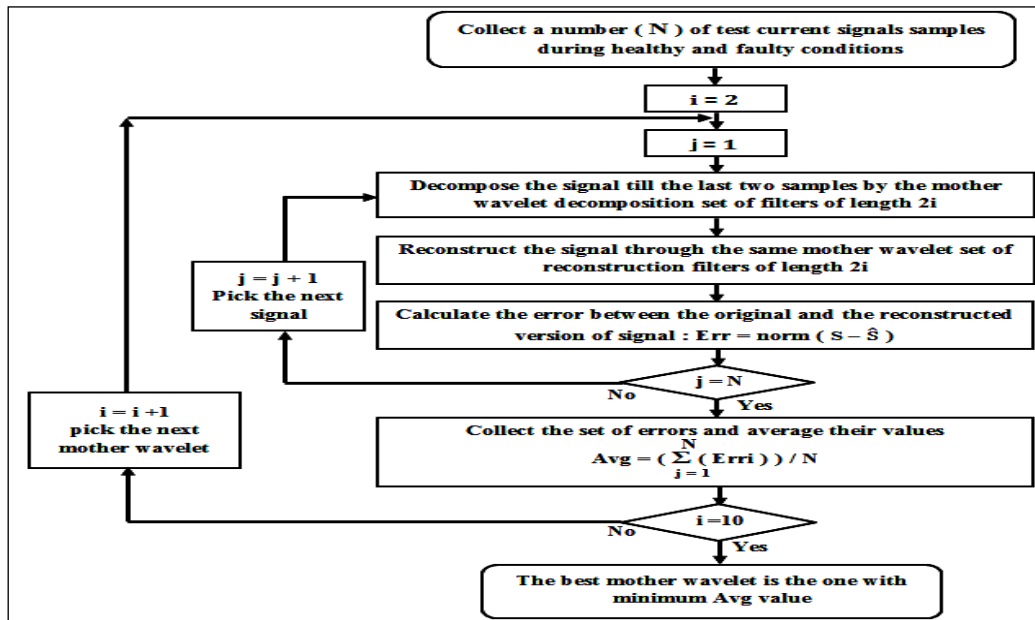 Collect a number ( N ) of test current signals samples
during healthy and faulty conditions
i = 2
j = 1
Decompose the signal till the last two samples by the mother
wavelet decomposition set of filters of length 2i
Reconstruct the signal through the same mother wavelet set of
reconstruction filters of length 2i
j = j + 1
Pick the next
signal
Calculate the error between the original and the reconstructed
version of signal : Err = norm ( S – Ŝ )
j = N
No
Yes
i = i +1
pick the next
mother wavelet
Collect the set of errors and average their values
Avg = ( N Σ j = 1 ( Erri ) ) / N
i =10
No
Yes
The best mother wavelet is the one with
minimum Avg value